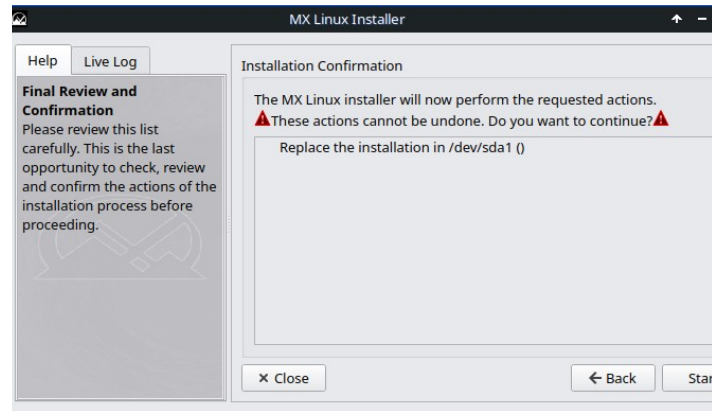 MX Linux Installer
Help
Live Log
Final Review and
Confirmation
Please review this list
carefully. This is the last
opportunity to check, review
and confirm the actions of the
installation process before
proceeding.
Installation Confirmation
The MX Linux installer will now perform the requested actions.
These actions cannot be undone. Do you want to continue?
Replace the installation in /dev/sda1 ()
Close
Back